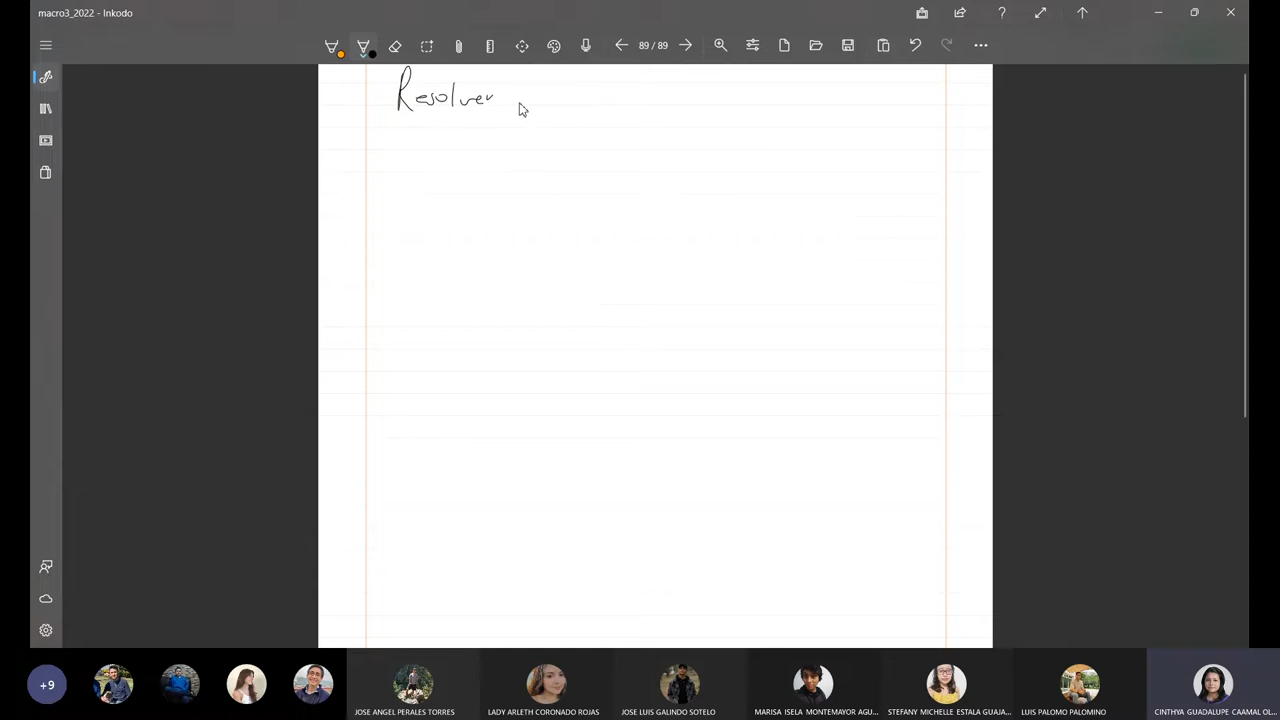 macro3_2022 - Inkodo
89 / 89
Resolver
+9
JOSE ANGEL PERALES TORRES
LADY ARLETH CORONADO ROJAS
JOSE LUIS GALINDO SOTELO
MARISA ISELA MONTEMAYOR AGU...
STEFANY MICHELLE ESTALA GUAJA...
LUIS PALOMO PALOMINO
CINTHYA GUADALUPE CAAMAL OL...